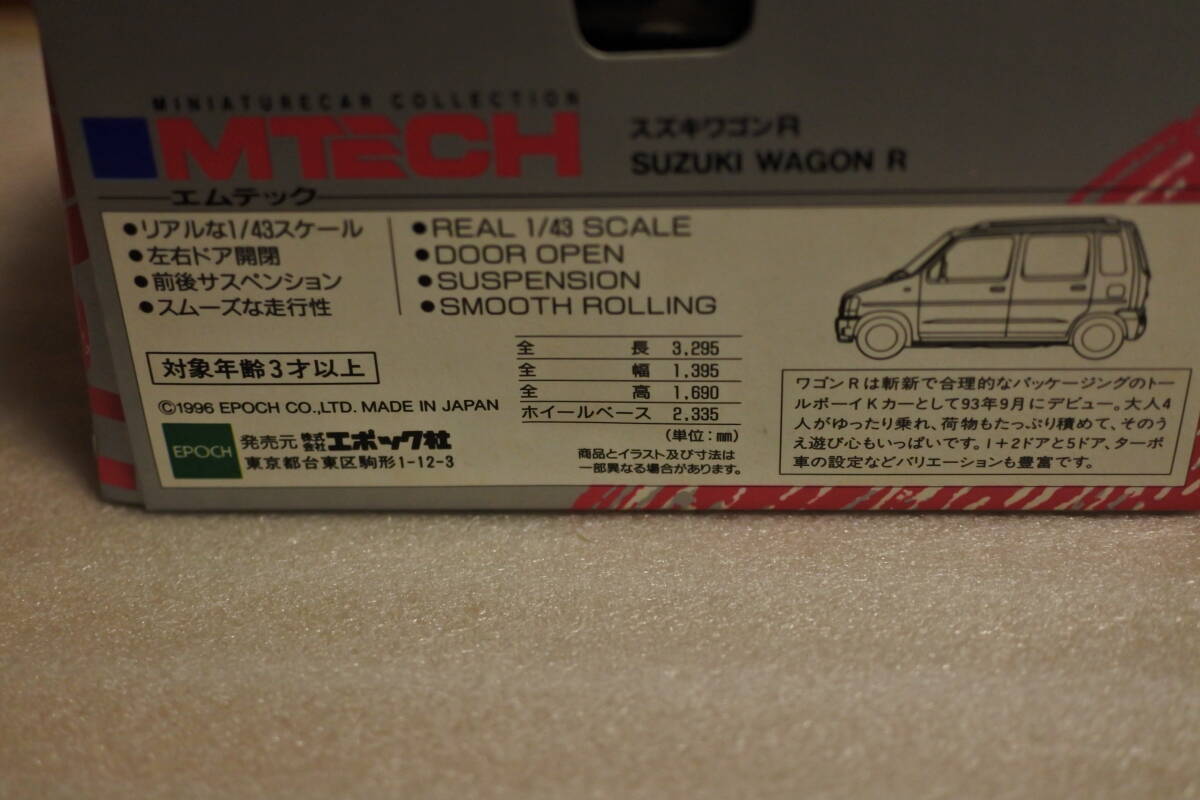 MINIATURECAR COLLECTION
MTECH
エムテック
スズキワゴンR
SUZUKI WAGON R
●リアルな1/43スケール
●左右ドア開閉
●前後サスペンション
●スムーズな走行性
●REAL 1/43 SCALE
●DOOR OPEN
●SUSPENSION
●SMOOTH ROLLING
対象年齢3才以上
©1996 EPOCH CO.,LTD. MADE IN JAPAN
EPOCH
発売元 株式会社エポック社
東京都台東区駒形1-12-3
全長 3,295
全幅 1,395
全高 1,690
ホイールベース 2,335
(単位:mm)
商品とイラスト及び寸法は
一部異なる場合があります。
ワゴンRは斬新で合理的なパッケージングのトー
ルボーイKカーとして93年9月にデビュー。大人4
人がゆったり乗れ、荷物もたっぷり積めて、そのう
え遊び心もいっぱいです。1+2ドアと5ドア、ターボ
車の設定などバリエーションも豊富です。